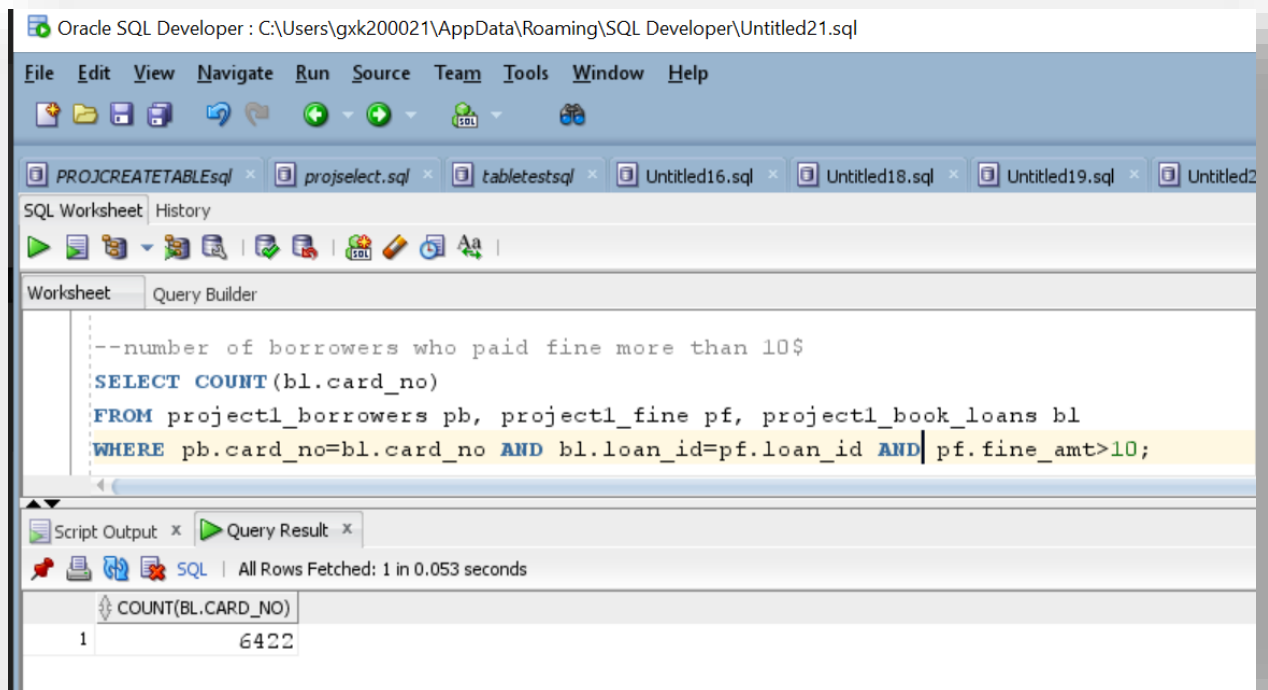 Oracle SQL Developer : C:\Users\gxk200021\AppData\Roaming\SQL Developer\Untitled21.sql
File Edit View Navigate Run Source Team Tools Window Help
PROJCREATETABLEsql projselect.sql tabletestsql Untitled16.sql Untitled18.sql Untitled19.sql Untitled2
SQL Worksheet History
Worksheet Query Builder
--number of borrowers who paid fine more than 10$
SELECT COUNT(bl.card_no)
FROM project1_borrowers pb, project1_fine pf, project1_book_loans bl
WHERE pb.card_no=bl.card_no AND bl.loan_id=pf.loan_id AND pf.fine_amt>10;
Script Output x Query Result x
SQL | All Rows Fetched: 1 in 0.053 seconds
COUNT(BL.CARD_NO)
1 6422